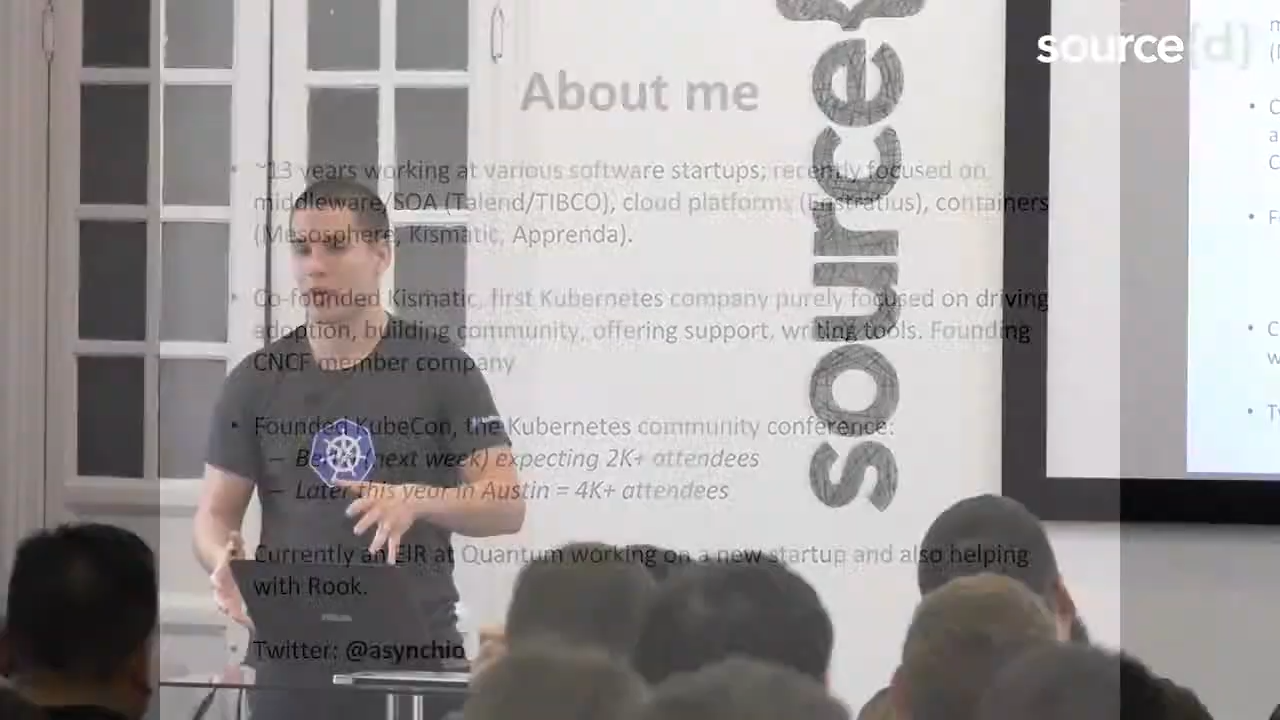 source{d}
About me
• ~13 years working at various software startups; recently focused on
middleware/SOA (Talend/TIBCO), cloud platforms (Enstratius), containers
(Mesosphere, Kismatic, Apprenda).
• Co-founded Kismatic, first Kubernetes company purely focused on driving
adoption, building community, offering support, writing tools. Founding
CNCF member company
• Founded KubeCon, the Kubernetes community conference:
– Berlin (next week) expecting 2K+ attendees
– Later this year in Austin = 4K+ attendees
• Currently an EIR at Quantum working on a new startup and also helping
with Rook.
• Twitter: @asynchio
source{